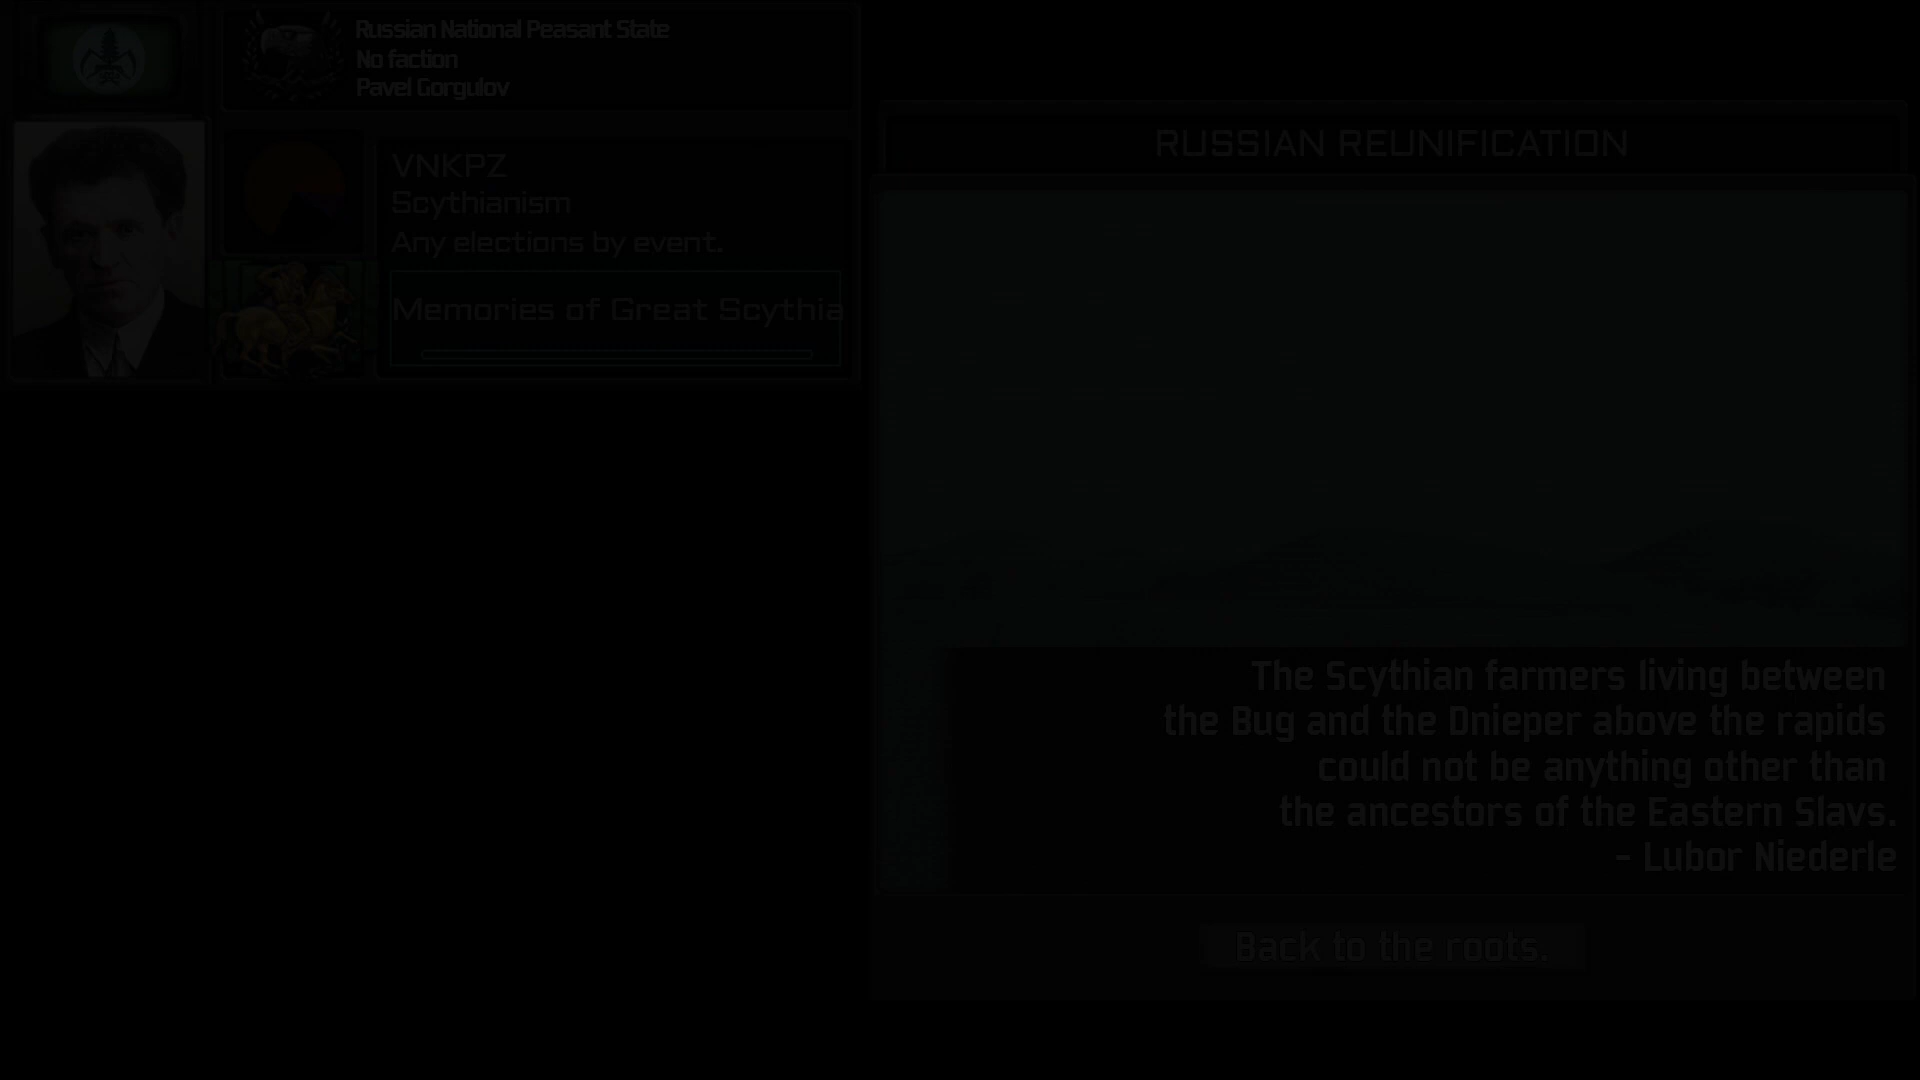 Russian National Peasant State
No faction
Pavel Gorgulov
VNKPZ
Scythianism
Any elections by event.
Memories of Great Scythia
RUSSIAN REUNIFICATION
The Scythian farmers living between
the Bug and the Dnieper above the rapids
could not be anything other than
the ancestors of the Eastern Slavs.
- Lubor Niederle
Back to the roots.